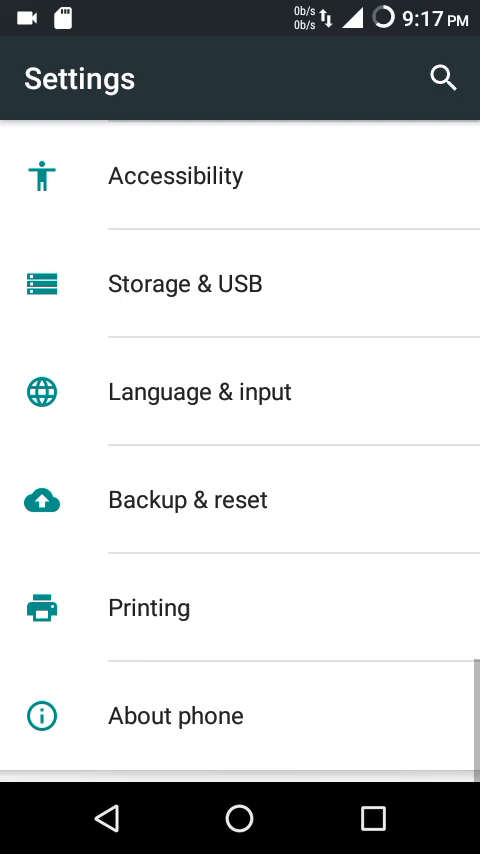 0b/s
0b/s
9:17 PM
Settings
Accessibility
Storage & USB
Language & input
Backup & reset
Printing
About phone